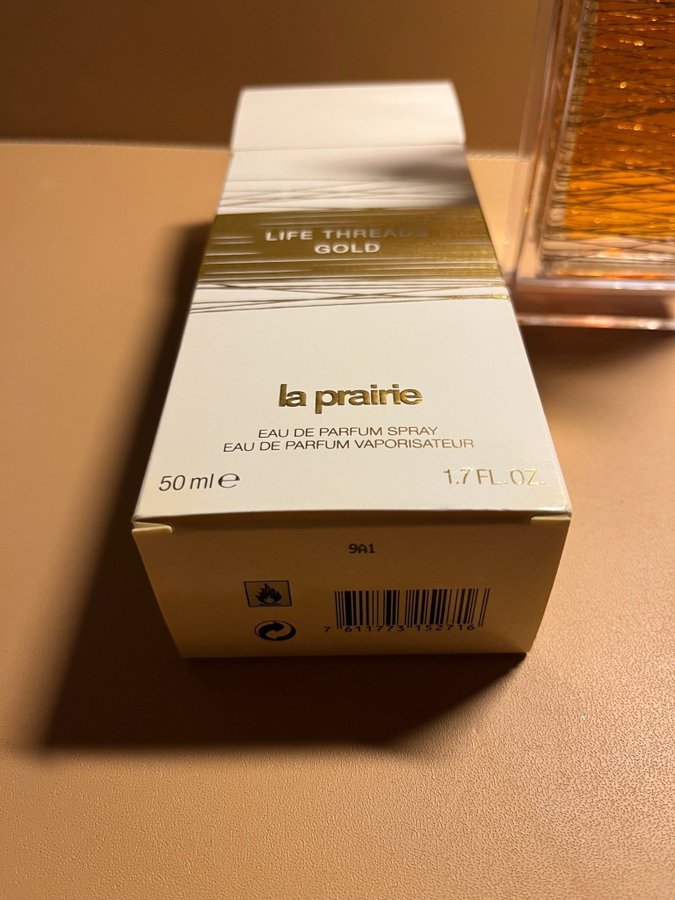 LIFE THREADS
GOLD
la prairie
EAU DE PARFUM SPRAY
EAU DE PARFUM VAPORISATEUR
50 ml ℮
1.7 FL.OZ.
9A1
7 611773 152716